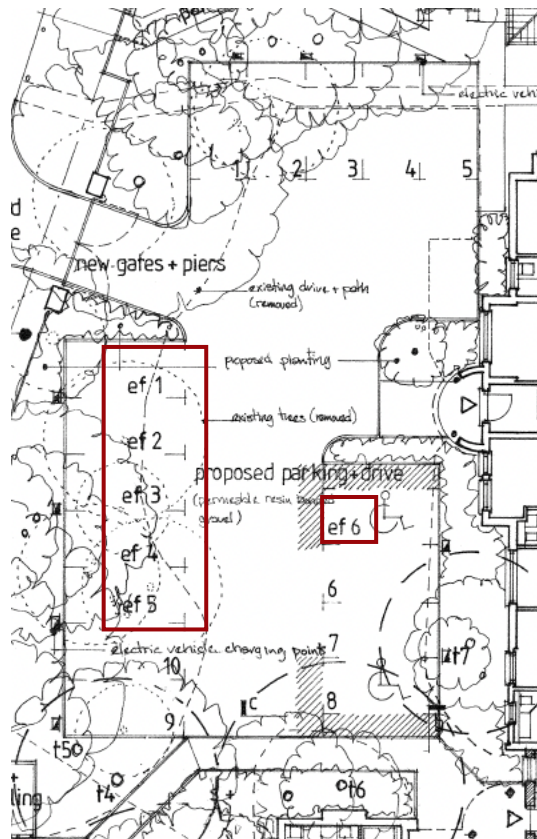 electric vehi
1 2 3 4 5
d
e
new gates + piers
existing drive + path
(removed)
proposed planting
ef 1
existing trees (removed)
ef 2
proposed parking+drive
ef 3
(permeable resin bonded
gravel)
ef 6
ef 4
ef 5
6
electric vehicle charging points
7
t7
10
c
8
9
t5
t4
t6
ling